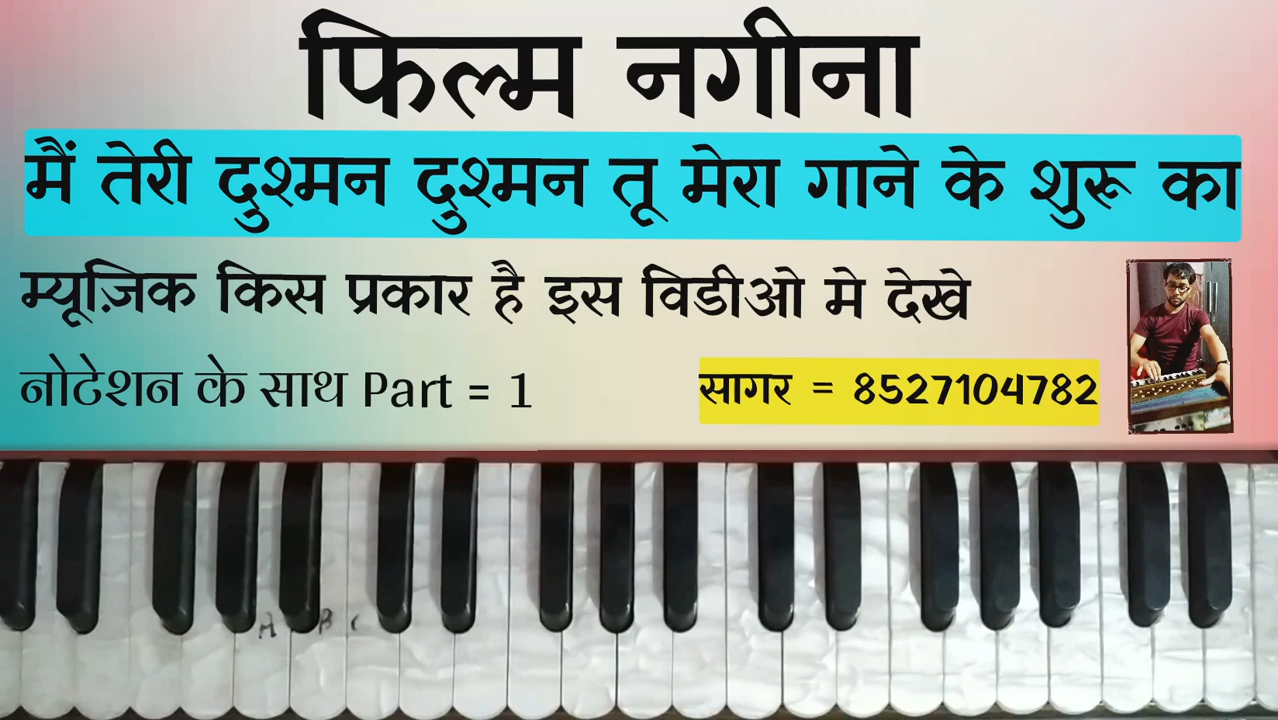 फिल्म नगीना
मैं तेरी दुश्मन दुश्मन तू मेरा गाने के शुरू का
म्यूज़िक किस प्रकार है इस विडीओ मे देखे
नोटेशन के साथ Part = 1
सागर = 8527104782
A B C